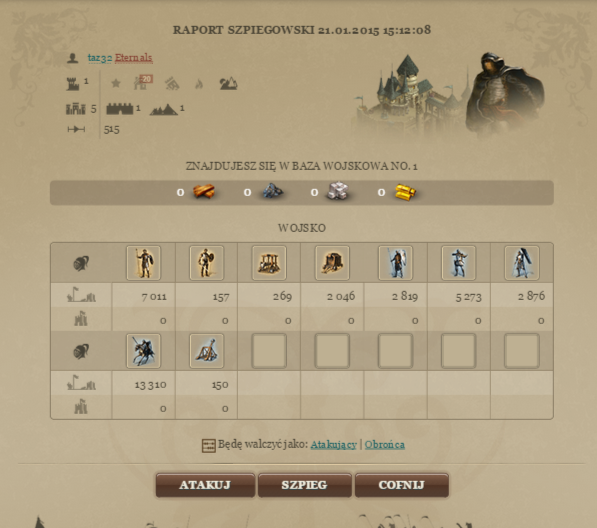 RAPORT SZPIEGOWSKI 21.01.2015 15:12:08
taz32 Eternals
1 20
5 1 1
515
ZNAJDUJESZ SIĘ W BAZA WOJSKOWA NO. 1
0 0 0 0
WOJSKO
7 011 157 269 2 046 2 819 5 273 2 876
0 0 0 0 0 0 0
13 310 150
0 0
Będę walczyć jako: Atakujący | Obrońca
ATAKUJ SZPIEG COFNIJ